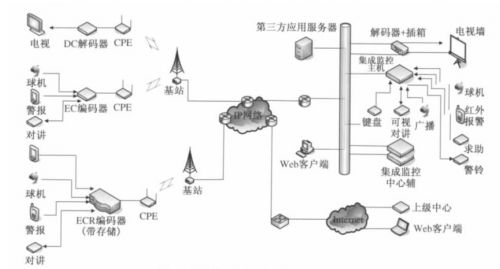 第三方应用服务器
解码器+插箱
电视墙
电视
DC解码器
CPE
集成监控
主机
球机
警报
EC编码器
CPE
基站
对讲
IP网络
键盘
可视
对讲
广播
球机
红外
报警
求助
警铃
Web客户端
集成监控
中心辅
球机
警报
对讲
ECR编码器
(带存储)
CPE
基站
Internet
上级中心
Web客户端